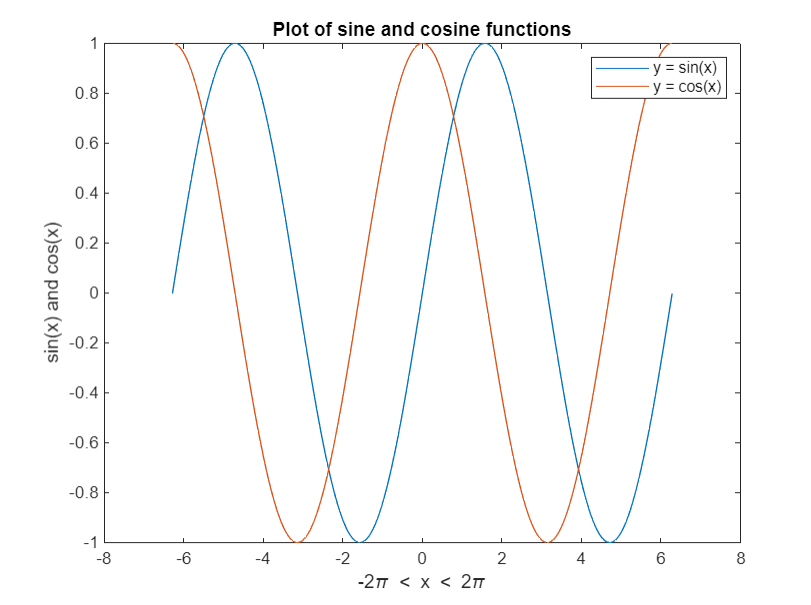 Plot of sine and cosine functions
y = sin(x)
y = cos(x)
sin(x) and cos(x)
1
0.8
0.6
0.4
0.2
0
-0.2
-0.4
-0.6
-0.8
-1
-8 -6 -4 -2 0 2 4 6 8
-2π < x < 2π